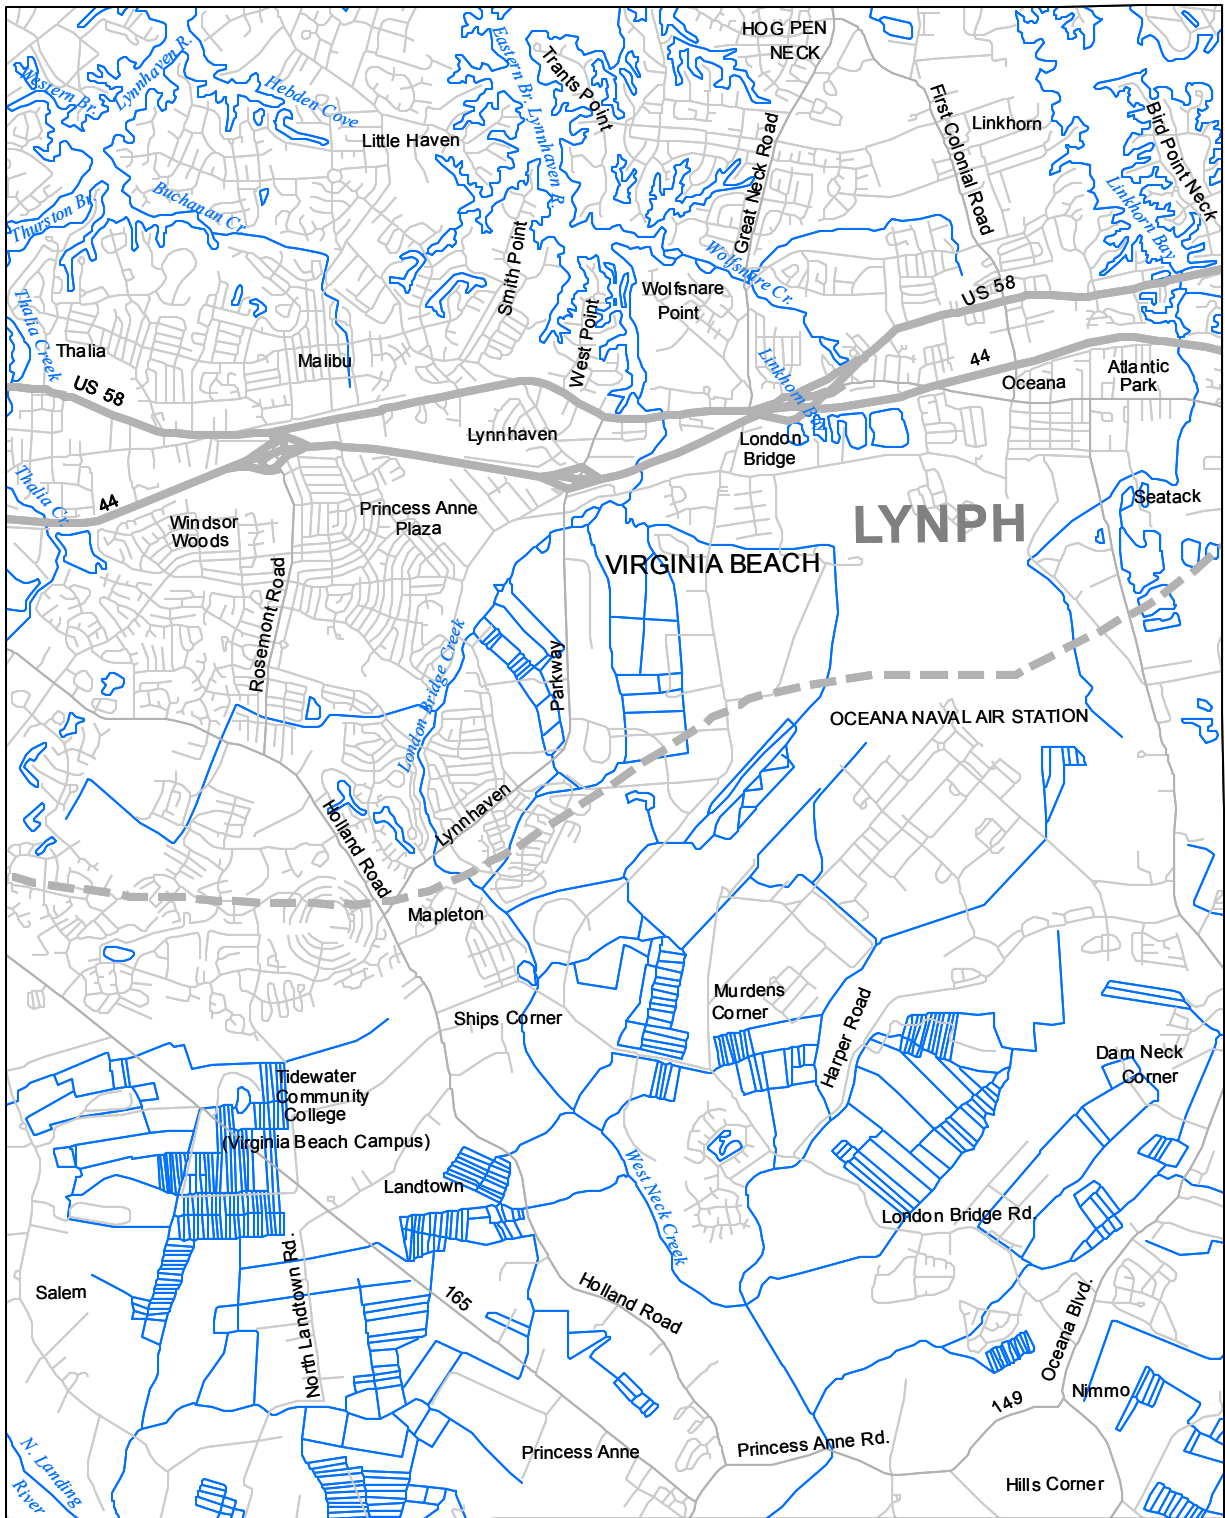 HOG PEN
NECK
Western Br.
Lynnhaven R.
Hebden Cove
Eastern Br. Lynnhaven R.
Trants Point
Little Haven
First Colonial Road
Linkhorn
Bird Point Neck
Great Neck Road
Thurston Br.
Buchanan Cr.
Linkhorn Bay
Smith Point
Wolfsnare Cr.
Wolfsnare
Point
US 58
Thalia Creek
Thalia
Malibu
West Point
Linkhorn Bay
44
Oceana
Atlantic
Park
US 58
Lynnhaven
London
Bridge
Thalia Cr.
44
Windsor
Woods
Princess Anne
Plaza
Seatack
LYNPH
VIRGINIA BEACH
Rosemont Road
London Bridge Creek
Parkway
OCEANA NAVAL AIR STATION
Holland Road
Lynnhaven
Mapleton
Ships Corner
Murdens
Corner
Harper Road
Dam Neck
Corner
Tidewater
Community
College
(Virginia Beach Campus)
Landtown
West Neck Creek
London Bridge Rd.
Salem
North Landtown Rd.
165
Holland Road
Oceana Blvd.
Nimmo
149
N. Landing
River
Princess Anne
Princess Anne Rd.
Hills Corner